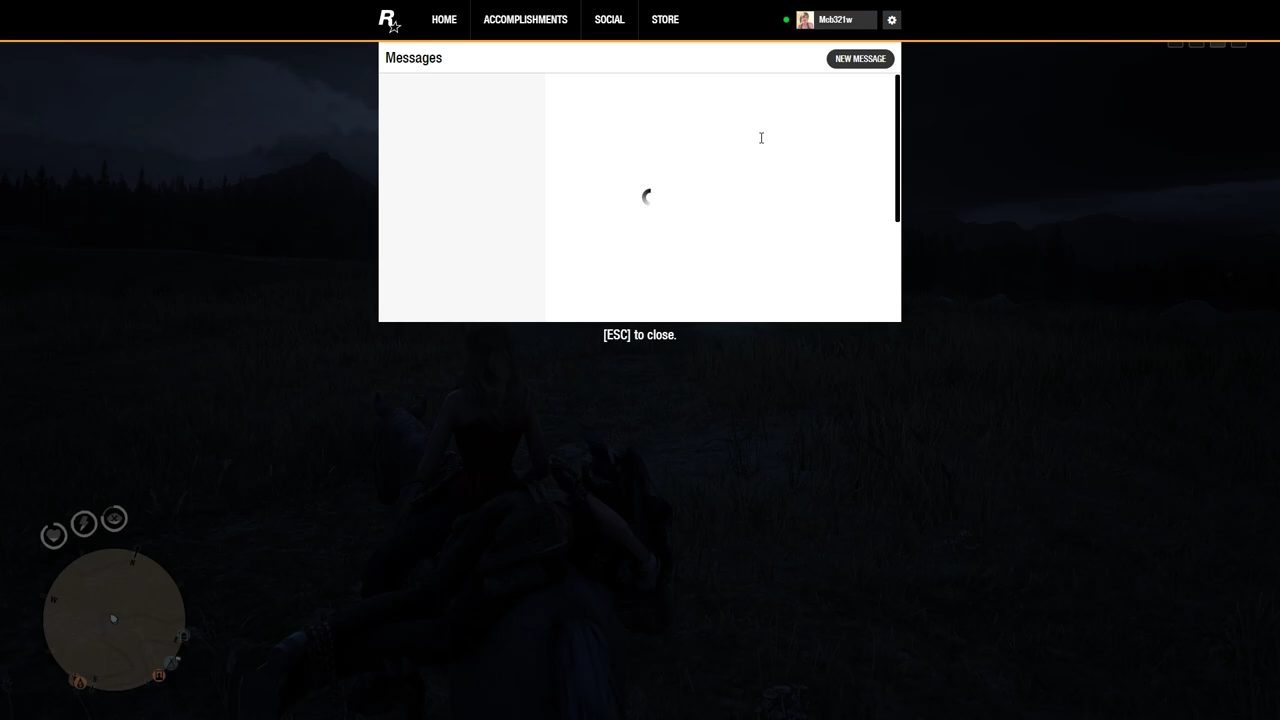 R
HOME
ACCOMPLISHMENTS
SOCIAL
STORE
Mcb321w
Messages
NEW MESSAGE
[ESC] to close.
N
W